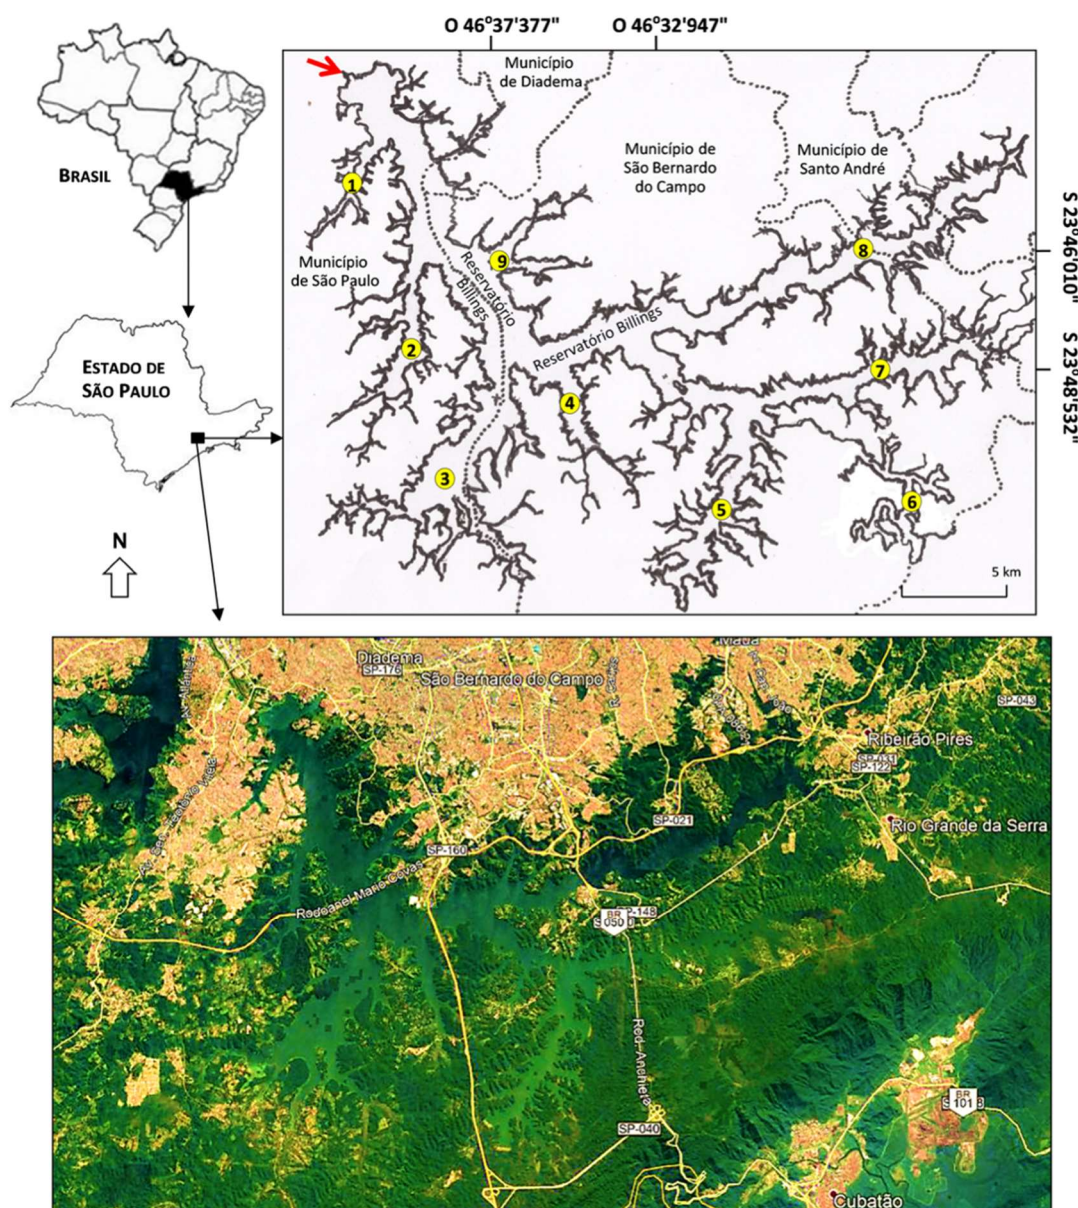 O 46°37'377" O 46°32'947"
BRASIL
Município
de Diadema
Município de
São Bernardo
do Campo
Município de
Santo André
1
9
8
Município
de São Paulo
Reservatório
Billings
Reservatório Billings
S 23°46'010"
S 23°48'532"
2
7
4
3
5
6
ESTADO DE
SÃO PAULO
N
5 km
Diadema
SP-176
São Bernardo do Campo
SP-043
Ribeirão Pires
SP-122
SP-021
Rio Grande da Serra
SP-160
Rodoanel Mario Covas
BR
050
SP-148
Rod. Anchieta
BR
101
SP-040
Cubatão